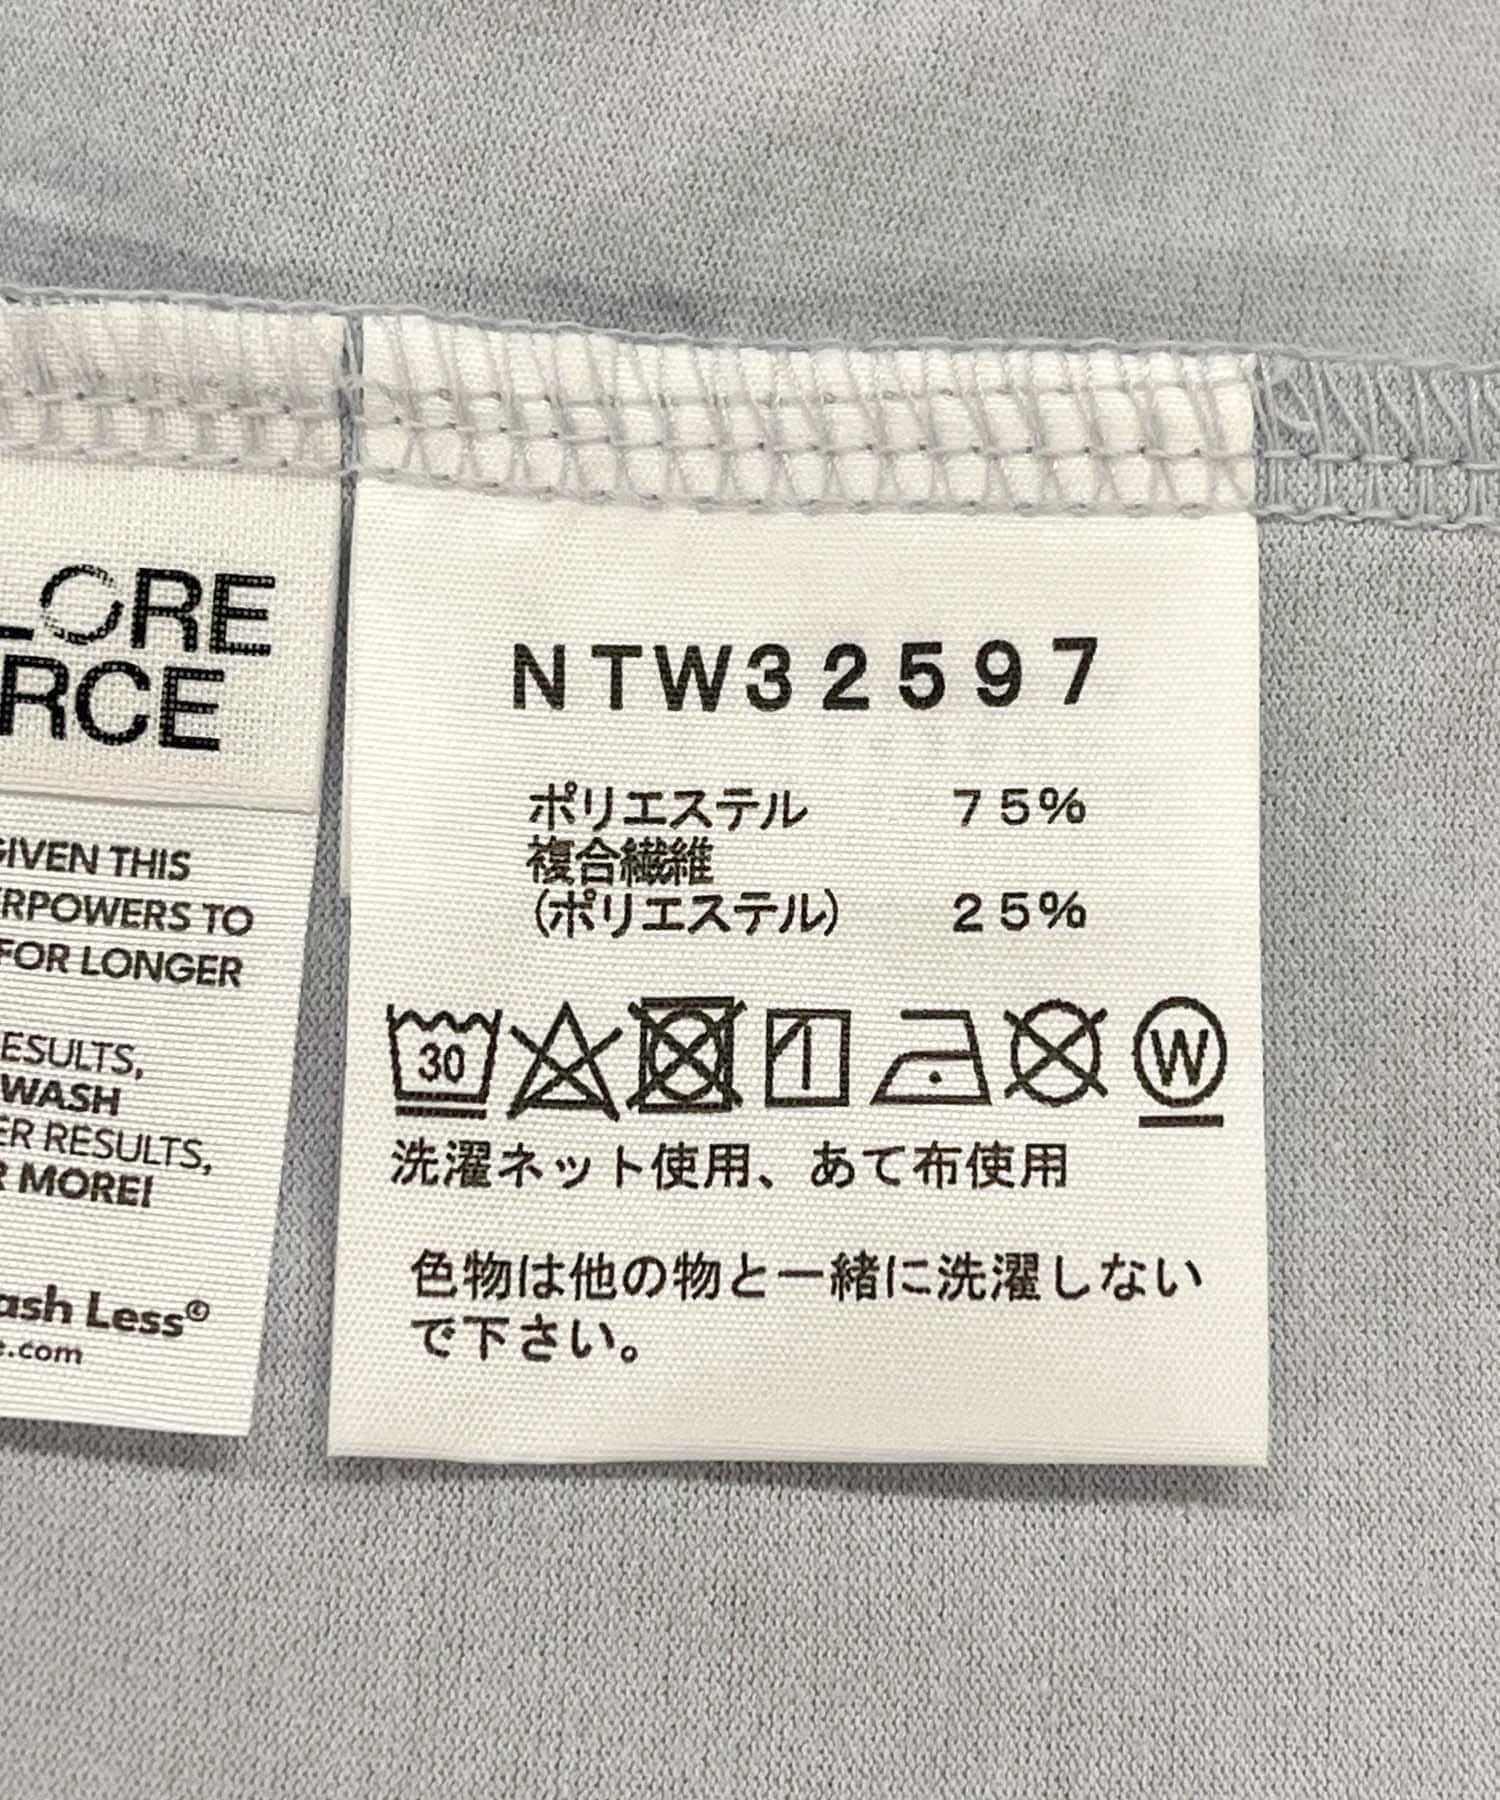 LORE
RCE
GIVEN THIS
ERPOWERS TO
FOR LONGER
ESULTS,
WASH
ER RESULTS,
R MORE!
ash Less©
e.com
NTW32597
ポリエステル 75%
複合繊維
(ポリエステル) 25%
30 W
洗濯ネット使用、あて布使用
色物は他の物と一緒に洗濯しない
で下さい。